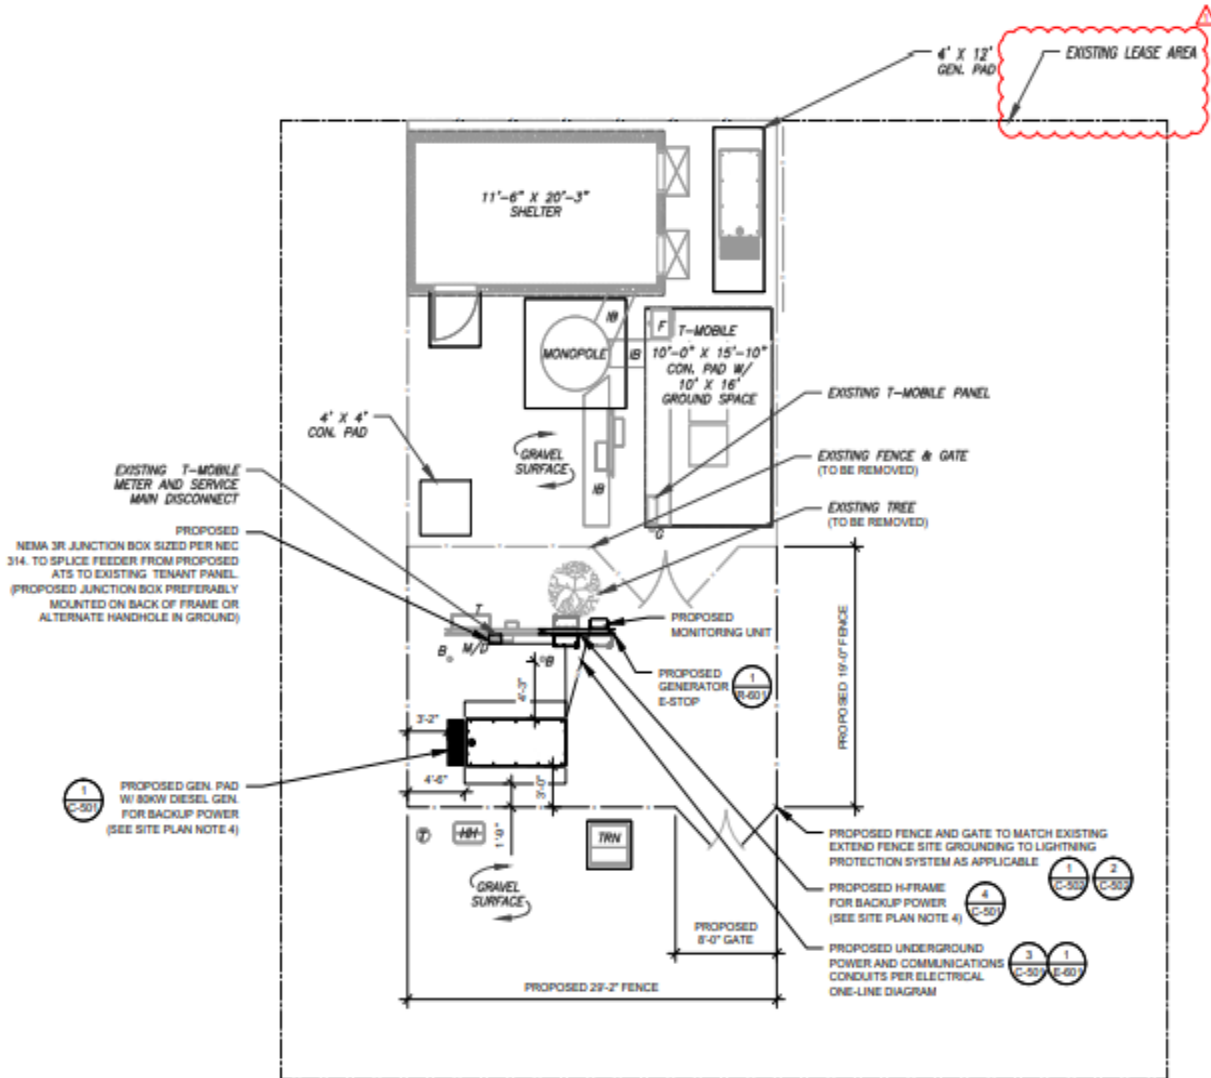 4' X 12'
GEN. PAD
EXISTING LEASE AREA
11'-6" X 20'-3"
SHELTER
IB
F
T-MOBILE
MONOPOLE
IB
10'-0" X 15'-10"
CON. PAD W/
10' X 16'
GROUND SPACE
EXISTING T-MOBILE PANEL
4' X 4'
CON. PAD
GRAVEL
SURFACE
EXISTING FENCE & GATE
(TO BE REMOVED)
EXISTING T-MOBILE
METER AND SERVICE
MAIN DISCONNECT
IB
EXISTING TREE
(TO BE REMOVED)
G
PROPOSED
NEMA 3R JUNCTION BOX SIZED PER NEC
314. TO SPLICE FEEDER FROM PROPOSED
ATS TO EXISTING TENANT PANEL.
(PROPOSED JUNCTION BOX PREFERABLY
MOUNTED ON BACK OF FRAME OR
ALTERNATE HANDHOLE IN GROUND)
T
PROPOSED
MONITORING UNIT
B
M/D
B
PROPOSED
GENERATOR
E-STOP
1
R-601
PROPOSED 19'-0" FENCE
4'-3"
3'-2"
4'-6"
3'-0"
1
C-501
PROPOSED GEN. PAD
W/ 80KW DIESEL GEN.
FOR BACKUP POWER
(SEE SITE PLAN NOTE 4)
T
HH
1'-9"
TRN
GRAVEL
SURFACE
PROPOSED FENCE AND GATE TO MATCH EXISTING
EXTEND FENCE SITE GROUNDING TO LIGHTNING
PROTECTION SYSTEM AS APPLICABLE
1
C-502
2
C-502
PROPOSED H-FRAME
FOR BACKUP POWER
(SEE SITE PLAN NOTE 4)
4
C-501
PROPOSED
8'-0" GATE
PROPOSED UNDERGROUND
POWER AND COMMUNICATIONS
CONDUITS PER ELECTRICAL
ONE-LINE DIAGRAM
3
C-501
1
E-601
PROPOSED 29'-2" FENCE